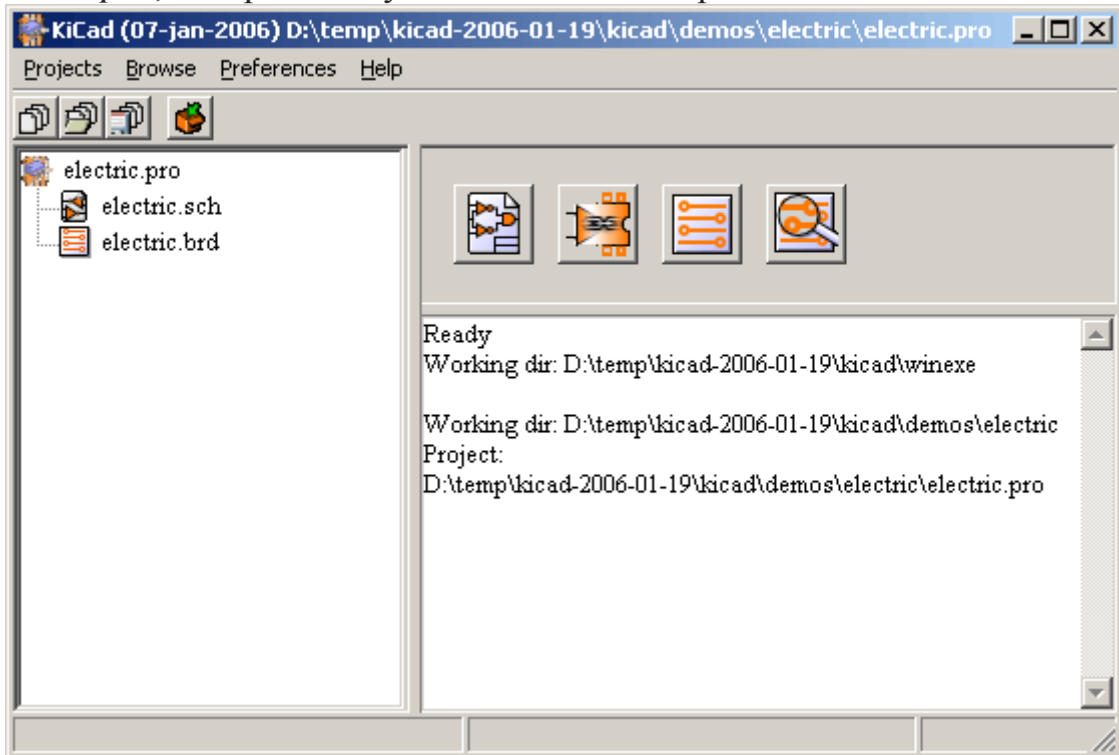 KiCad (07-jan-2006) D:\temp\kicad-2006-01-19\kicad\demos\electric\electric.pro
Projects Browse Preferences Help
electric.pro
electric.sch
electric.brd
Ready
Working dir: D:\temp\kicad-2006-01-19\kicad\winexe
Working dir: D:\temp\kicad-2006-01-19\kicad\demos\electric
Project:
D:\temp\kicad-2006-01-19\kicad\demos\electric\electric.pro